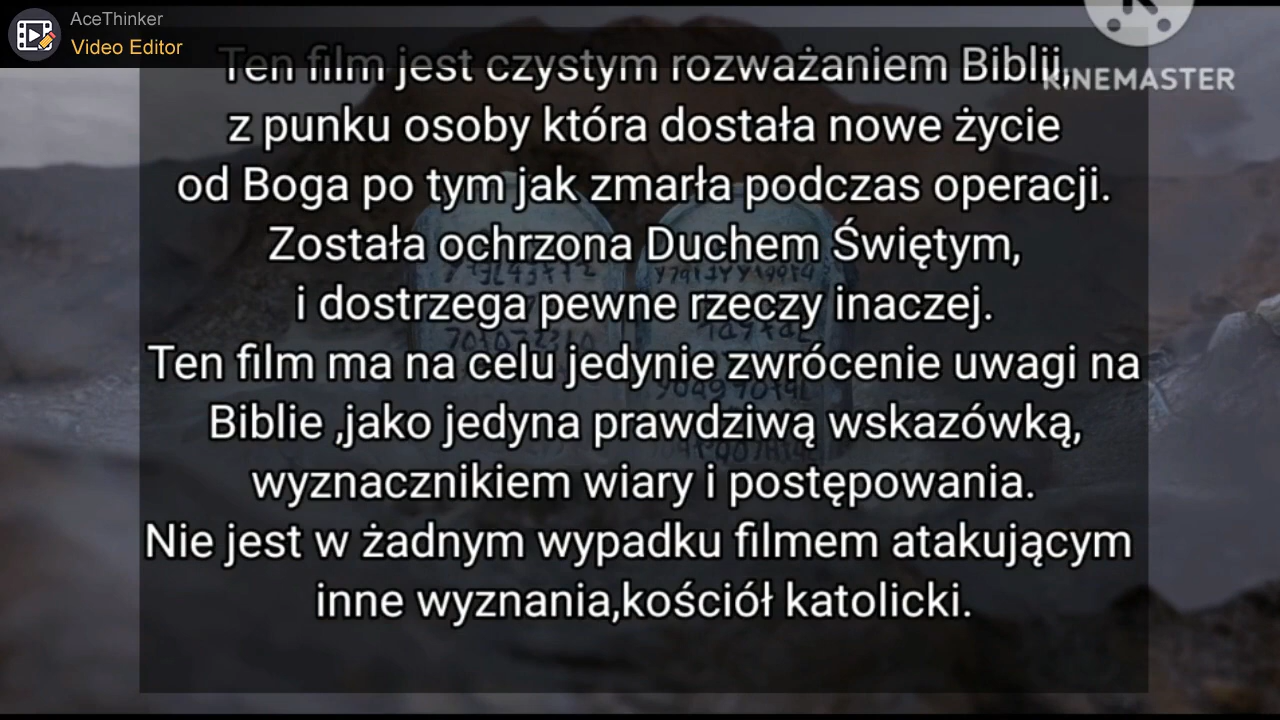 AceThinker
Video Editor
KINEMASTER
Ten film jest czystym rozważaniem Biblii,
z punku osoby która dostała nowe życie
od Boga po tym jak zmarła podczas operacji.
Została ochrzona Duchem Świętym,
i dostrzega pewne rzeczy inaczej.
Ten film ma na celu jedynie zwrócenie uwagi na
Biblie ,jako jedyna prawdziwą wskazówką,
wyznacznikiem wiary i postępowania.
Nie jest w żadnym wypadku filmem atakującym
inne wyznania,kościół katolicki.